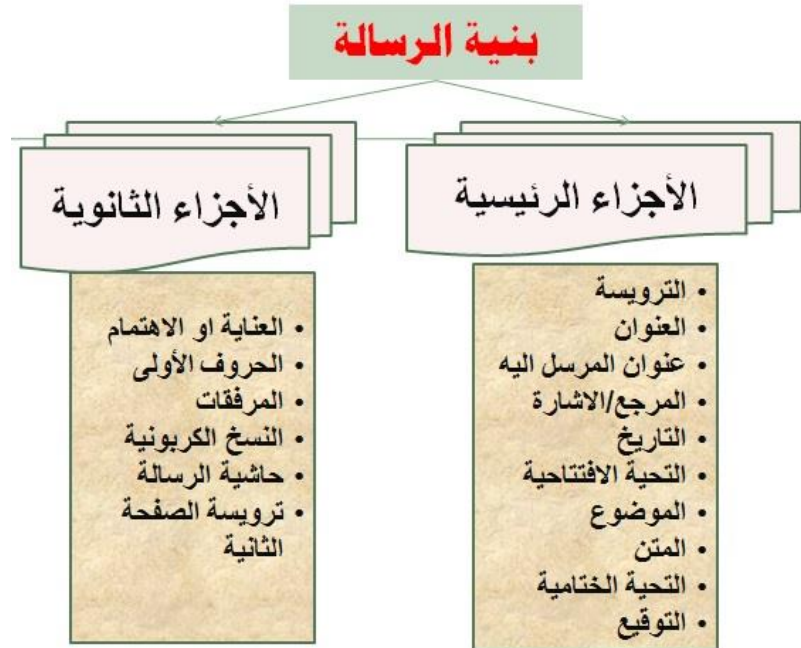 بنية الرسالة
الأجزاء الرئيسية
• الترويسة
• العنوان
• عنوان المرسل اليه
• المرجع/الاشارة
• التاريخ
• التحية الافتتاحية
• الموضوع
• المتن
• التحية الختامية
• التوقيع
الأجزاء الثانوية
• العناية او الاهتمام
• الحروف الأولى
• المرفقات
• النسخ الكربونية
• حاشية الرسالة
• ترويسة الصفحة
الثانية